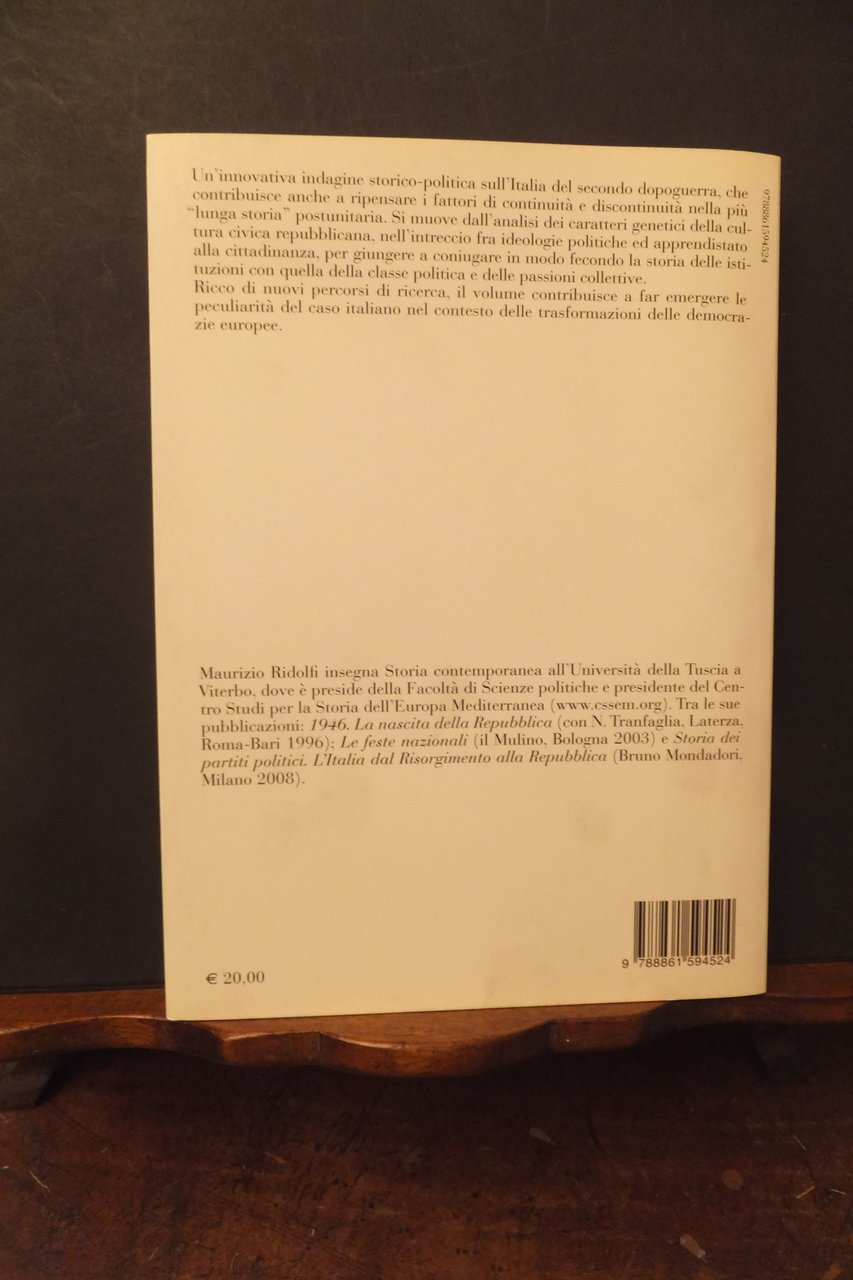 Un'innovativa indagine storico-politica sull'Italia del secondo dopoguerra, che
contribuisce anche a ripensare i fattori di continuità e discontinuità nella più
"lunga storia" postunitaria. Si muove dall'analisi dei caratteri genetici della cul-
tura civica repubblicana, nell'intreccio fra ideologie politiche ed apprendistato
alla cittadinanza, per giungere a coniugare in modo fecondo la storia delle isti-
tuzioni con quella della classe politica e delle passioni collettive.
Ricco di nuovi percorsi di ricerca, il volume contribuisce a far emergere le
peculiarità del caso italiano nel contesto delle trasformazioni delle democra-
zie europee.
9788861594524
Maurizio Ridolfi insegna Storia contemporanea all'Università della Tuscia a
Viterbo, dove è preside della Facoltà di Scienze politiche e presidente del Cen-
tro Studi per la Storia dell'Europa Mediterranea (www.cssem.org). Tra le sue
pubblicazioni: 1946. La nascita della Repubblica (con N. Tranfaglia, Laterza,
Roma-Bari 1996); Le feste nazionali (il Mulino, Bologna 2003) e Storia dei
partiti politici. L'Italia dal Risorgimento alla Repubblica (Bruno Mondadori,
Milano 2008).
9 788861 594524
€ 20,00